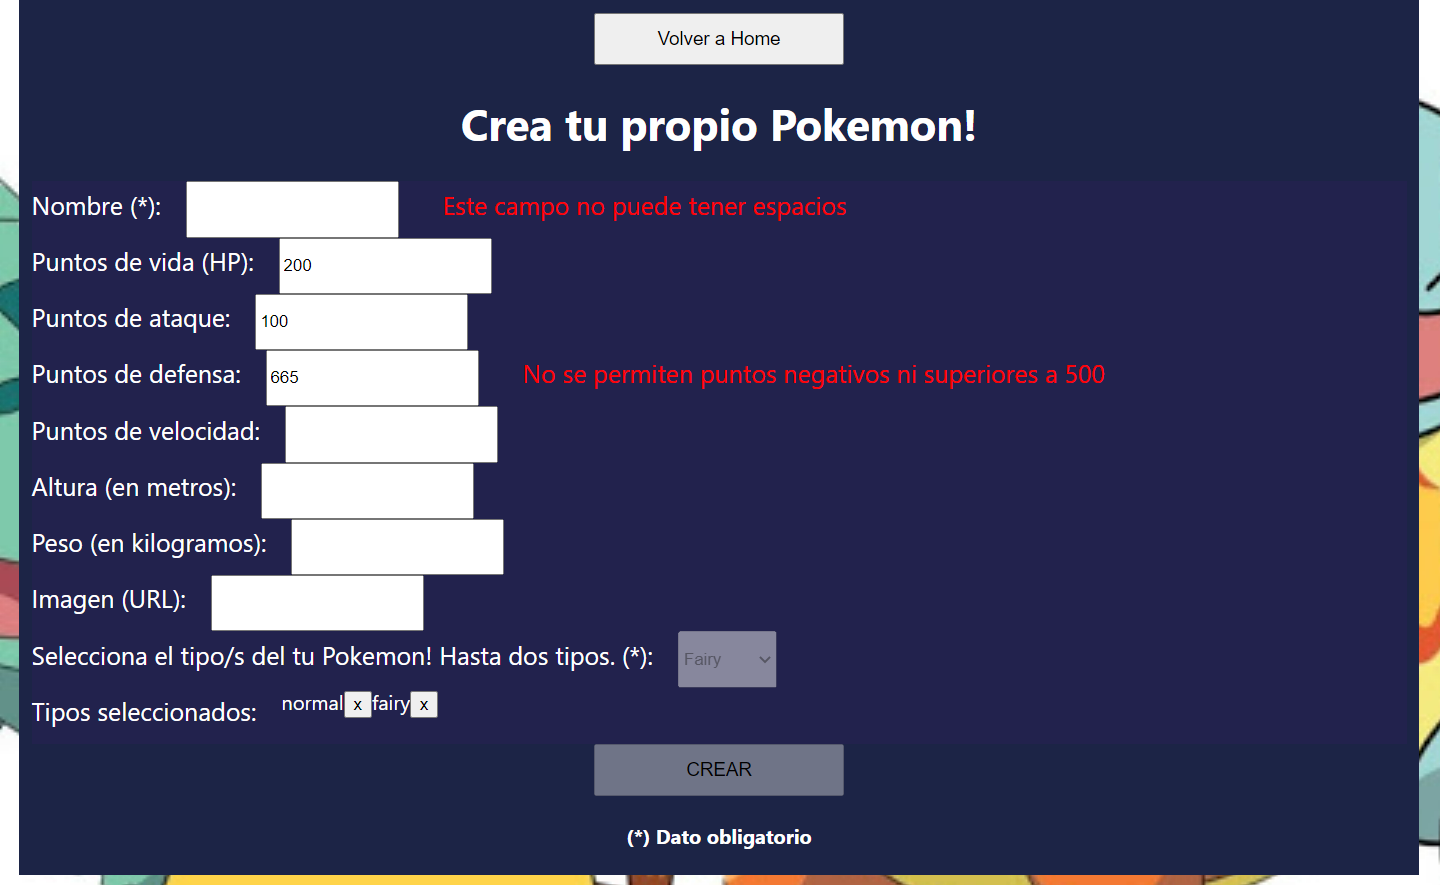 Volver a Home
Crea tu propio Pokemon!
Nombre (*): Este campo no puede tener espacios
Puntos de vida (HP): 200
Puntos de ataque: 100
Puntos de defensa: 665 No se permiten puntos negativos ni superiores a 500
Puntos de velocidad:
Altura (en metros):
Peso (en kilogramos):
Imagen (URL):
Selecciona el tipo/s del tu Pokemon! Hasta dos tipos. (*): Fairy
Tipos seleccionados: normal x fairy x
CREAR
(*) Dato obligatorio